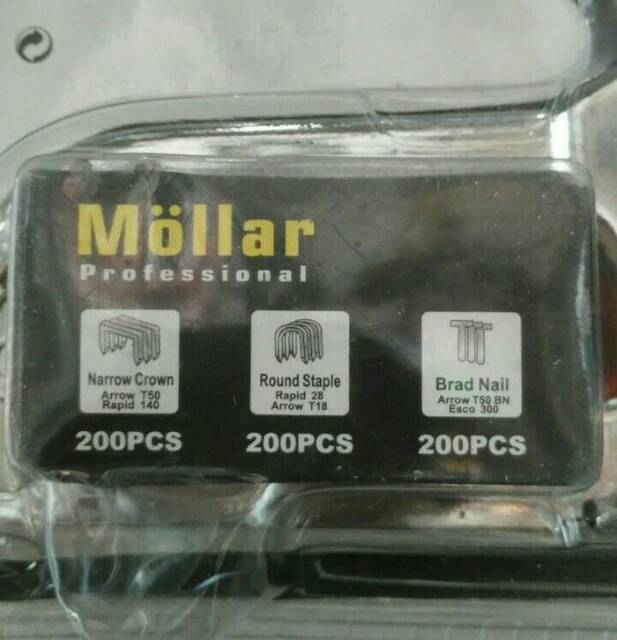 Möllar
Professional
Narrow Crown
Arrow T50
Rapid 140
200PCS
Round Staple
Rapid 28
Arrow T18
200PCS
Brad Nail
Arrow T50 BN
Esco 300
200PCS